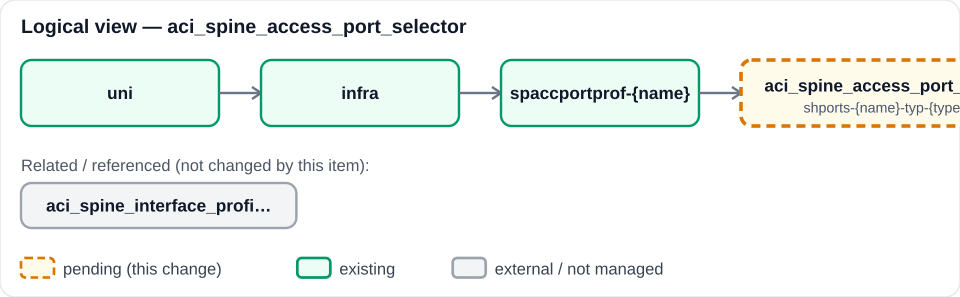 Logical view — aci_spine_access_port_selector
uni
infra
spaccportprof-{name}
aci_spine_access_port_
shports-{name}-typ-{type
Related / referenced (not changed by this item):
aci_spine_interface_profi…
pending (this change)
existing
external / not managed